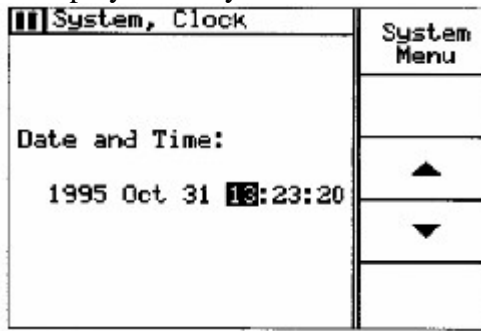 System, Clock
System
Menu
Date and Time:
1995 Oct 31 13:23:20